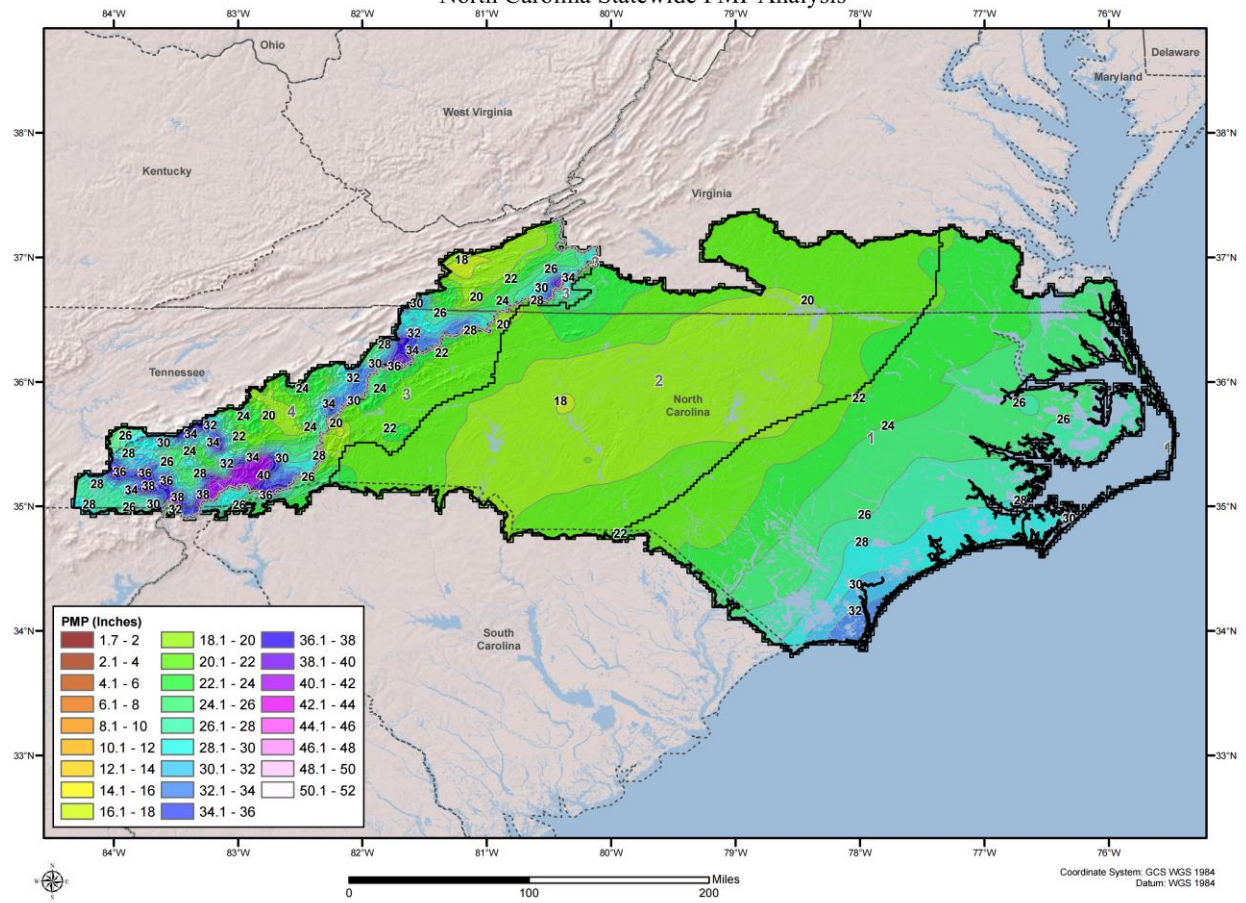 North Carolina Statewide PMP Analysis
84°W 83°W 82°W 81°W 80°W 79°W 78°W 77°W 76°W
Ohio
Delaware
Maryland
West Virginia
38°N 38°N
Kentucky
Virginia
37°N 37°N
18
26
34
3
22
30
3
20
24
28
30
26
20
20
32
28
28
34
22
30
36
36°N 36°N
Tennessee
32
24
24
3
2
34
30
4
24
20
18
North Carolina
22
26
26
24
20
22
24
1
32
34
34
26
30
22
24
28
26
28
34
30
32
36
36
36
28
40
26
28
34
38
38
38
36
28
26
30
32
26
35°N 35°N
28
30
4
26
22
28
30
32
34°N 34°N
South Carolina
33°N 33°N
PMP (Inches)
1.7 - 2 18.1 - 20 36.1 - 38
2.1 - 4 20.1 - 22 38.1 - 40
4.1 - 6 22.1 - 24 40.1 - 42
6.1 - 8 24.1 - 26 42.1 - 44
8.1 - 10 26.1 - 28 44.1 - 46
10.1 - 12 28.1 - 30 46.1 - 48
12.1 - 14 30.1 - 32 48.1 - 50
14.1 - 16 32.1 - 34 50.1 - 52
16.1 - 18 34.1 - 36
84°W 83°W 82°W 81°W 80°W 79°W 78°W 77°W 76°W
N
W E
S
Miles
0 100 200
Coordinate System: GCS WGS 1984
Datum: WGS 1984